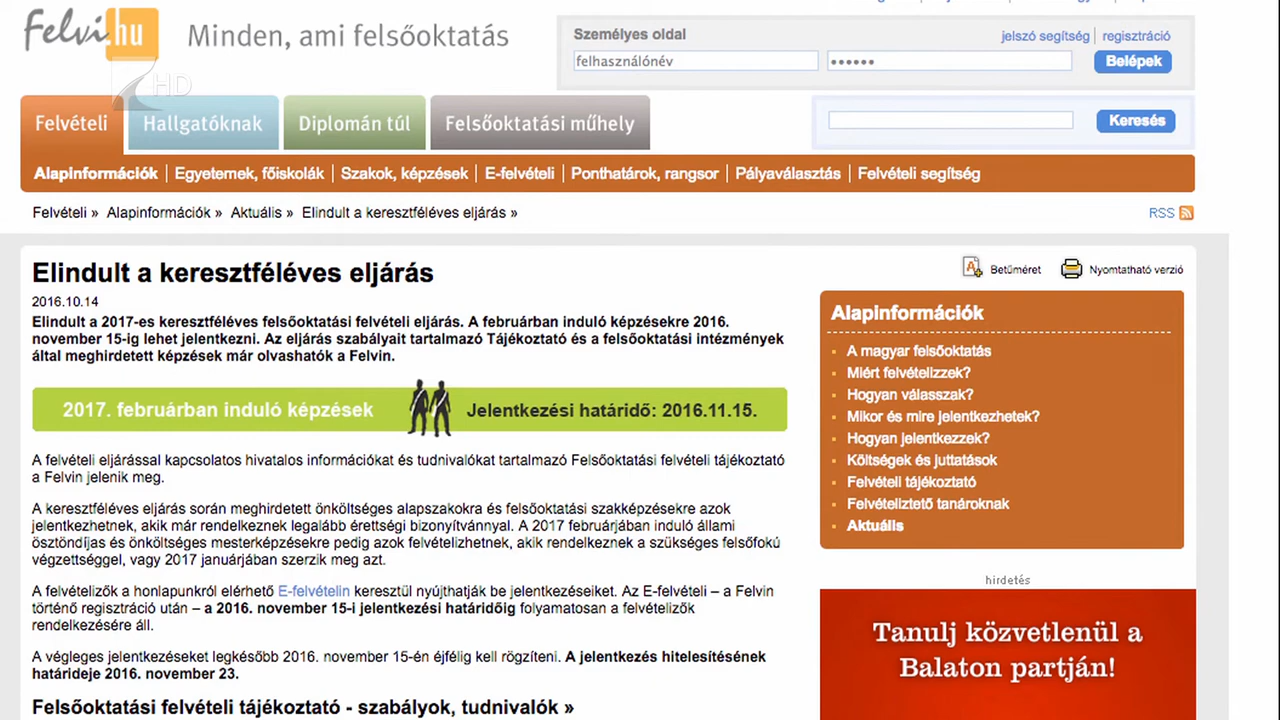 Felvi.hu
Minden, ami felsőoktatás
Személyes oldal
jelszó segítség | regisztráció
felhasználónév
••••••
Belépek
HD
Felvételi
Hallgatóknak
Diplomán túl
Felsőoktatási műhely
Keresés
Alapinformációk | Egyetemek, főiskolák | Szakok, képzések | E-felvételi | Ponthatárok, rangsor | Pályaválasztás | Felvételi segítség
Felvételi » Alapinformációk » Aktuális » Elindult a keresztféléves eljárás »
RSS
Elindult a keresztféléves eljárás
Betűméret
Nyomtatható verzió
2016.10.14
Elindult a 2017-es keresztféléves felsőoktatási felvételi eljárás. A februárban induló képzésekre 2016.
november 15-ig lehet jelentkezni. Az eljárás szabályait tartalmazó Tájékoztató és a felsőoktatási intézmények
által meghirdetett képzések már olvashatók a Felvin.
2017. februárban induló képzések
Jelentkezési határidő: 2016.11.15.
A felvételi eljárással kapcsolatos hivatalos információkat és tudnivalókat tartalmazó Felsőoktatási felvételi tájékoztató
a Felvin jelenik meg.
A keresztféléves eljárás során meghirdetett önköltséges alapszakokra és felsőoktatási szakképzésekre azok
jelentkezhetnek, akik már rendelkeznek legalább érettségi bizonyítvánnyal. A 2017 februárjában induló állami
ösztöndíjas és önköltséges mesterképzésekre pedig azok felvételizhetnek, akik rendelkeznek a szükséges felsőfokú
végzettséggel, vagy 2017 januárjában szerzik meg azt.
A felvételizők a honlapunkról elérhető E-felvételin keresztül nyújthatják be jelentkezéseiket. Az E-felvételi – a Felvin
történő regisztráció után – a 2016. november 15-i jelentkezési határidőig folyamatosan a felvételizők
rendelkezésére áll.
A végleges jelentkezéseket legkésőbb 2016. november 15-én éjfélig kell rögzíteni. A jelentkezés hitelesítésének
határideje 2016. november 23.
Felsőoktatási felvételi tájékoztató - szabályok, tudnivalók »
Alapinformációk
A magyar felsőoktatás
Miért felvételizzek?
Hogyan válasszak?
Mikor és mire jelentkezhetek?
Hogyan jelentkezzek?
Költségek és juttatások
Felvételi tájékoztató
Felvételiztető tanároknak
Aktuális
hirdetés
Tanulj közvetlenül a
Balaton partján!